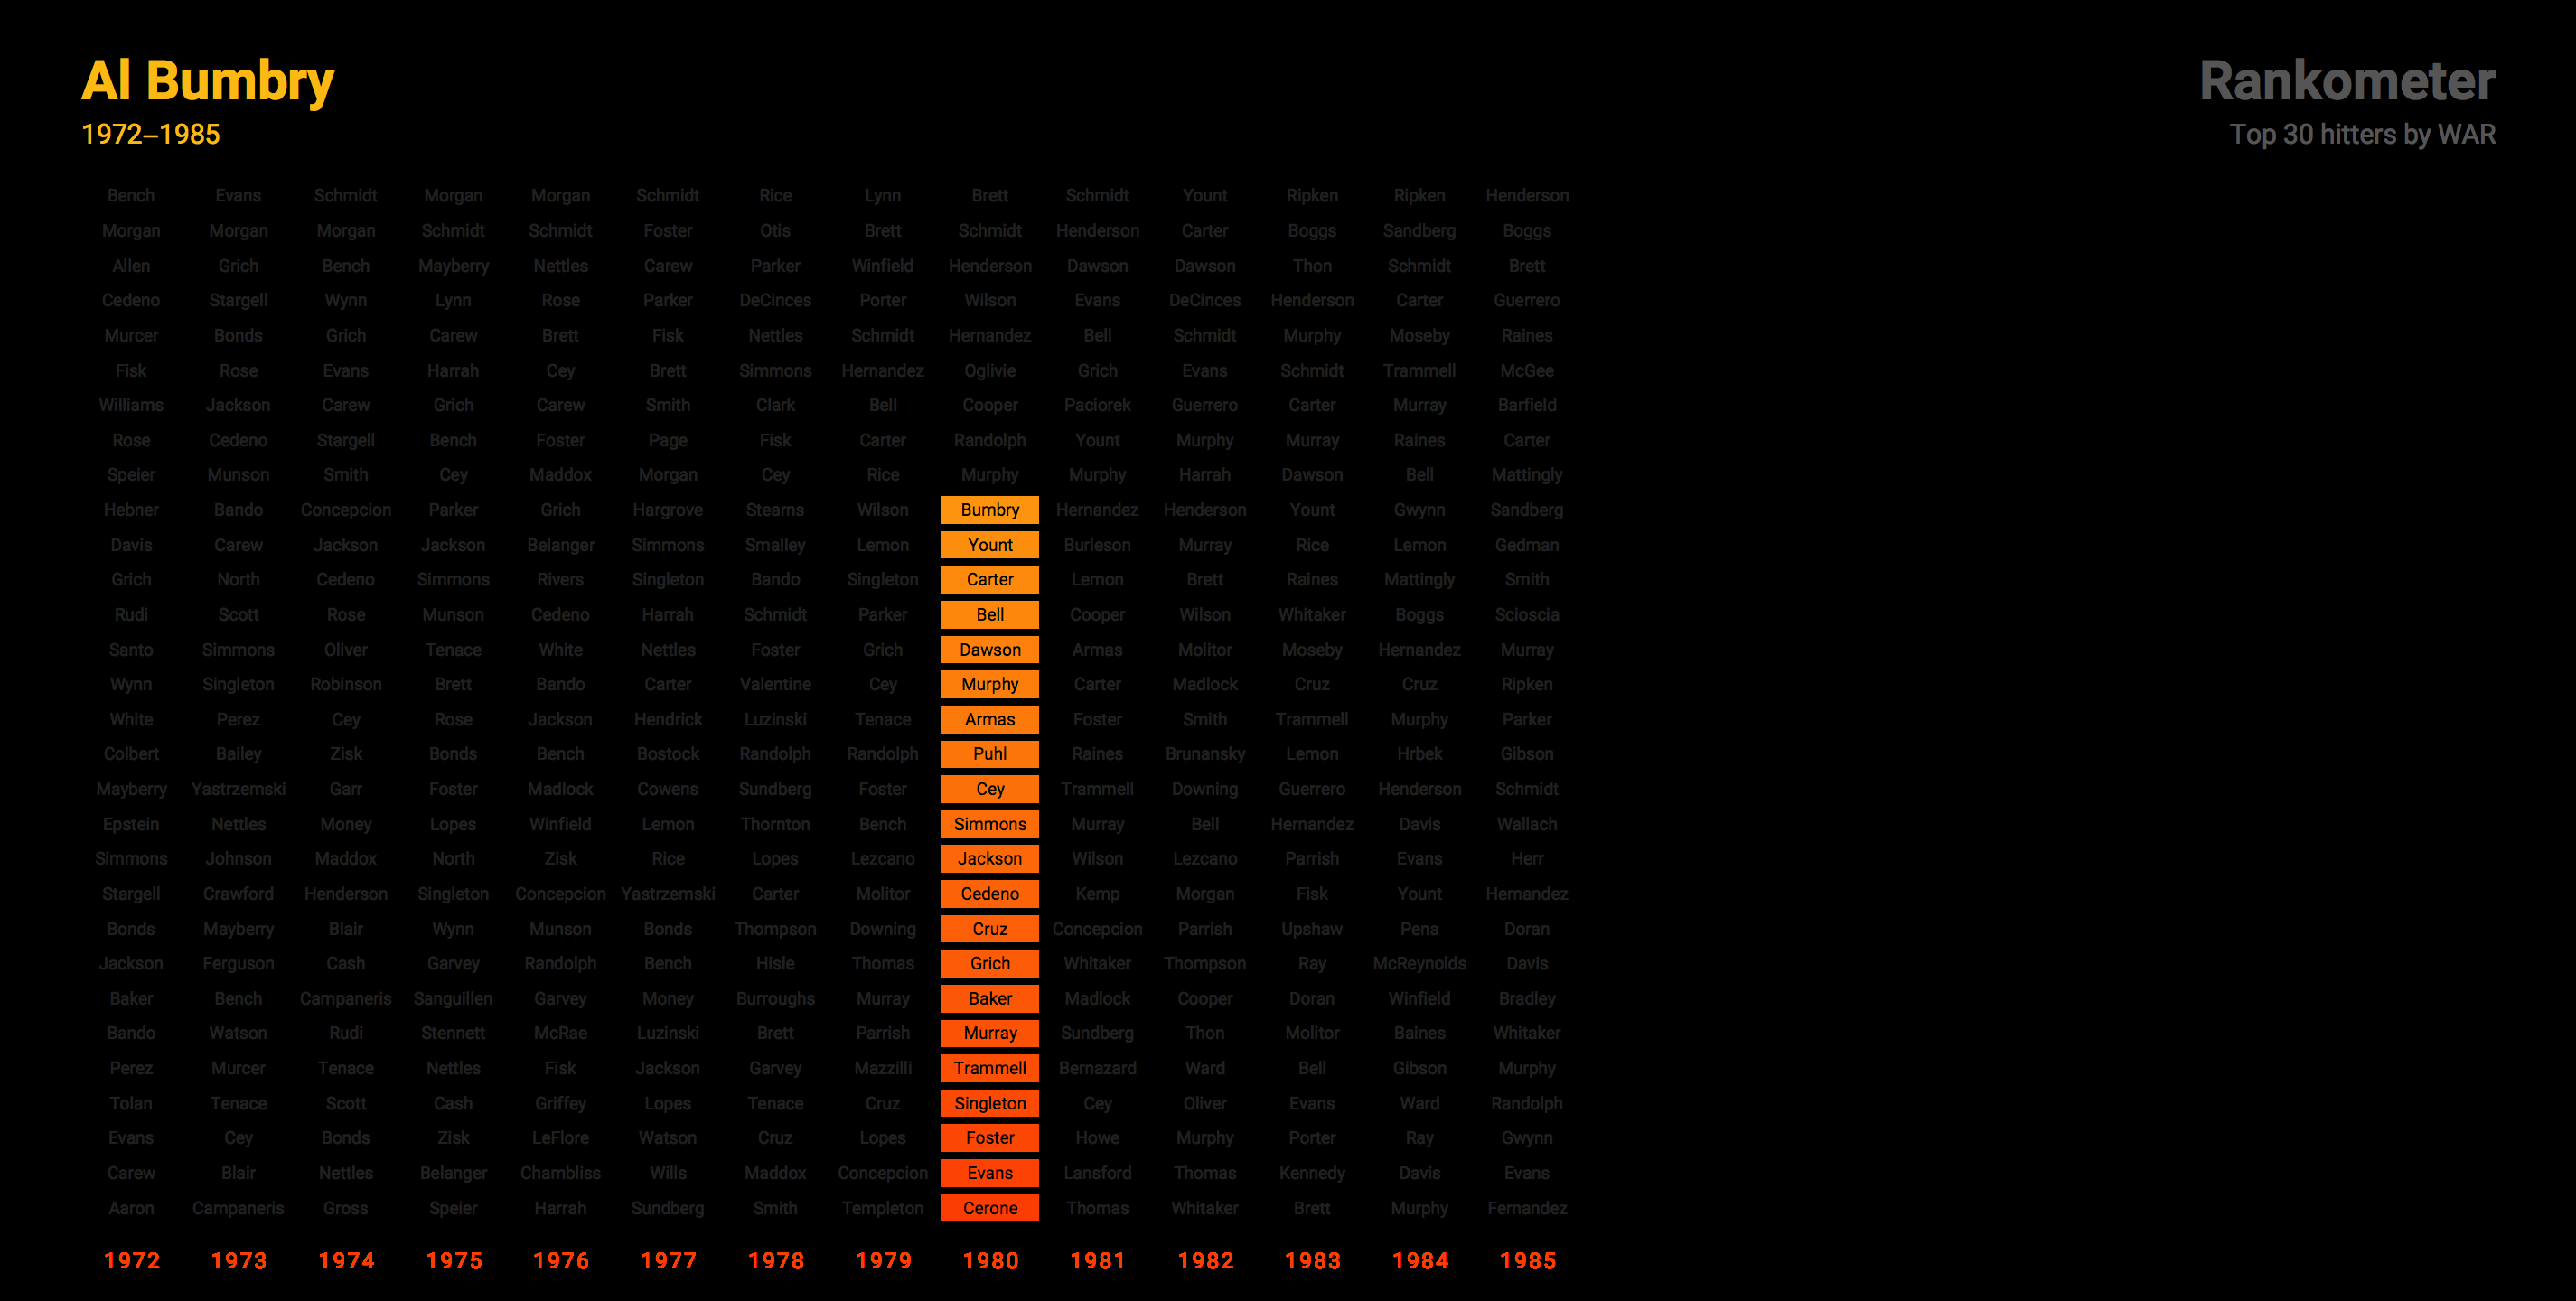 Al Bumbry
1972–1985
Rankometer
Top 30 hitters by WAR
Bench Evans Schmidt Morgan Morgan Schmidt Rice Lynn Brett Schmidt Yount Ripken Ripken Henderson
Morgan Morgan Morgan Schmidt Schmidt Foster Otis Brett Schmidt Henderson Carter Boggs Sandberg Boggs
Allen Grich Bench Mayberry Nettles Carew Parker Winfield Henderson Dawson Dawson Thon Schmidt Brett
Cedeno Stargell Wynn Lynn Rose Parker DeCinces Porter Wilson Evans DeCinces Henderson Carter Guerrero
Murcer Bonds Grich Carew Brett Fisk Nettles Schmidt Hernandez Bell Schmidt Murphy Moseby Raines
Fisk Rose Evans Harrah Cey Brett Simmons Hernandez Oglivie Grich Evans Schmidt Trammell McGee
Williams Jackson Carew Grich Carew Smith Clark Bell Cooper Paciorek Guerrero Carter Murray Barfield
Rose Cedeno Stargell Bench Foster Page Fisk Carter Randolph Yount Murphy Murray Raines Carter
Speier Munson Smith Cey Maddox Morgan Cey Rice Murphy Murphy Harrah Dawson Bell Mattingly
Hebner Bando Concepcion Parker Grich Hargrove Stearns Wilson Bumbry Hernandez Henderson Yount Gwynn Sandberg
Davis Carew Jackson Jackson Belanger Simmons Smalley Lemon Yount Burleson Murray Rice Lemon Gedman
Grich North Cedeno Simmons Rivers Singleton Bando Singleton Carter Lemon Brett Raines Mattingly Smith
Rudi Scott Rose Munson Cedeno Harrah Schmidt Parker Bell Cooper Wilson Whitaker Boggs Scioscia
Santo Simmons Oliver Tenace White Nettles Foster Grich Dawson Armas Molitor Moseby Hernandez Murray
Wynn Singleton Robinson Brett Bando Carter Valentine Cey Murphy Carter Madlock Cruz Cruz Ripken
White Perez Cey Rose Jackson Hendrick Luzinski Tenace Armas Foster Smith Trammell Murphy Parker
Colbert Bailey Zisk Bonds Bench Bostock Randolph Randolph Puhl Raines Brunansky Lemon Hrbek Gibson
Mayberry Yastrzemski Garr Foster Madlock Cowens Sundberg Foster Cey Trammell Downing Guerrero Henderson Schmidt
Epstein Nettles Money Lopes Winfield Lemon Thornton Bench Simmons Murray Bell Hernandez Davis Wallach
Simmons Johnson Maddox North Zisk Rice Lopes Lezcano Jackson Wilson Lezcano Parrish Evans Herr
Stargell Crawford Henderson Singleton Concepcion Yastrzemski Carter Molitor Cedeno Kemp Morgan Fisk Yount Hernandez
Bonds Mayberry Blair Wynn Munson Bonds Thompson Downing Cruz Concepcion Parrish Upshaw Pena Doran
Jackson Ferguson Cash Garvey Randolph Bench Hisle Thomas Grich Whitaker Thompson Ray McReynolds Davis
Baker Bench Campaneris Sanguillen Garvey Money Burroughs Murray Baker Madlock Cooper Doran Winfield Bradley
Bando Watson Rudi Stennett McRae Luzinski Brett Parrish Murray Sundberg Thon Molitor Baines Whitaker
Perez Murcer Tenace Nettles Fisk Jackson Garvey Mazzilli Trammell Bernazard Ward Bell Gibson Murphy
Tolan Tenace Scott Cash Griffey Lopes Tenace Cruz Singleton Cey Oliver Evans Ward Randolph
Evans Cey Bonds Zisk LeFlore Watson Cruz Lopes Foster Howe Murphy Porter Ray Gwynn
Carew Blair Nettles Belanger Chambliss Wills Maddox Concepcion Evans Lansford Thomas Kennedy Davis Evans
Aaron Campaneris Gross Speier Harrah Sundberg Smith Templeton Cerone Thomas Whitaker Brett Murphy Fernandez
1972 1973 1974 1975 1976 1977 1978 1979 1980 1981 1982 1983 1984 1985